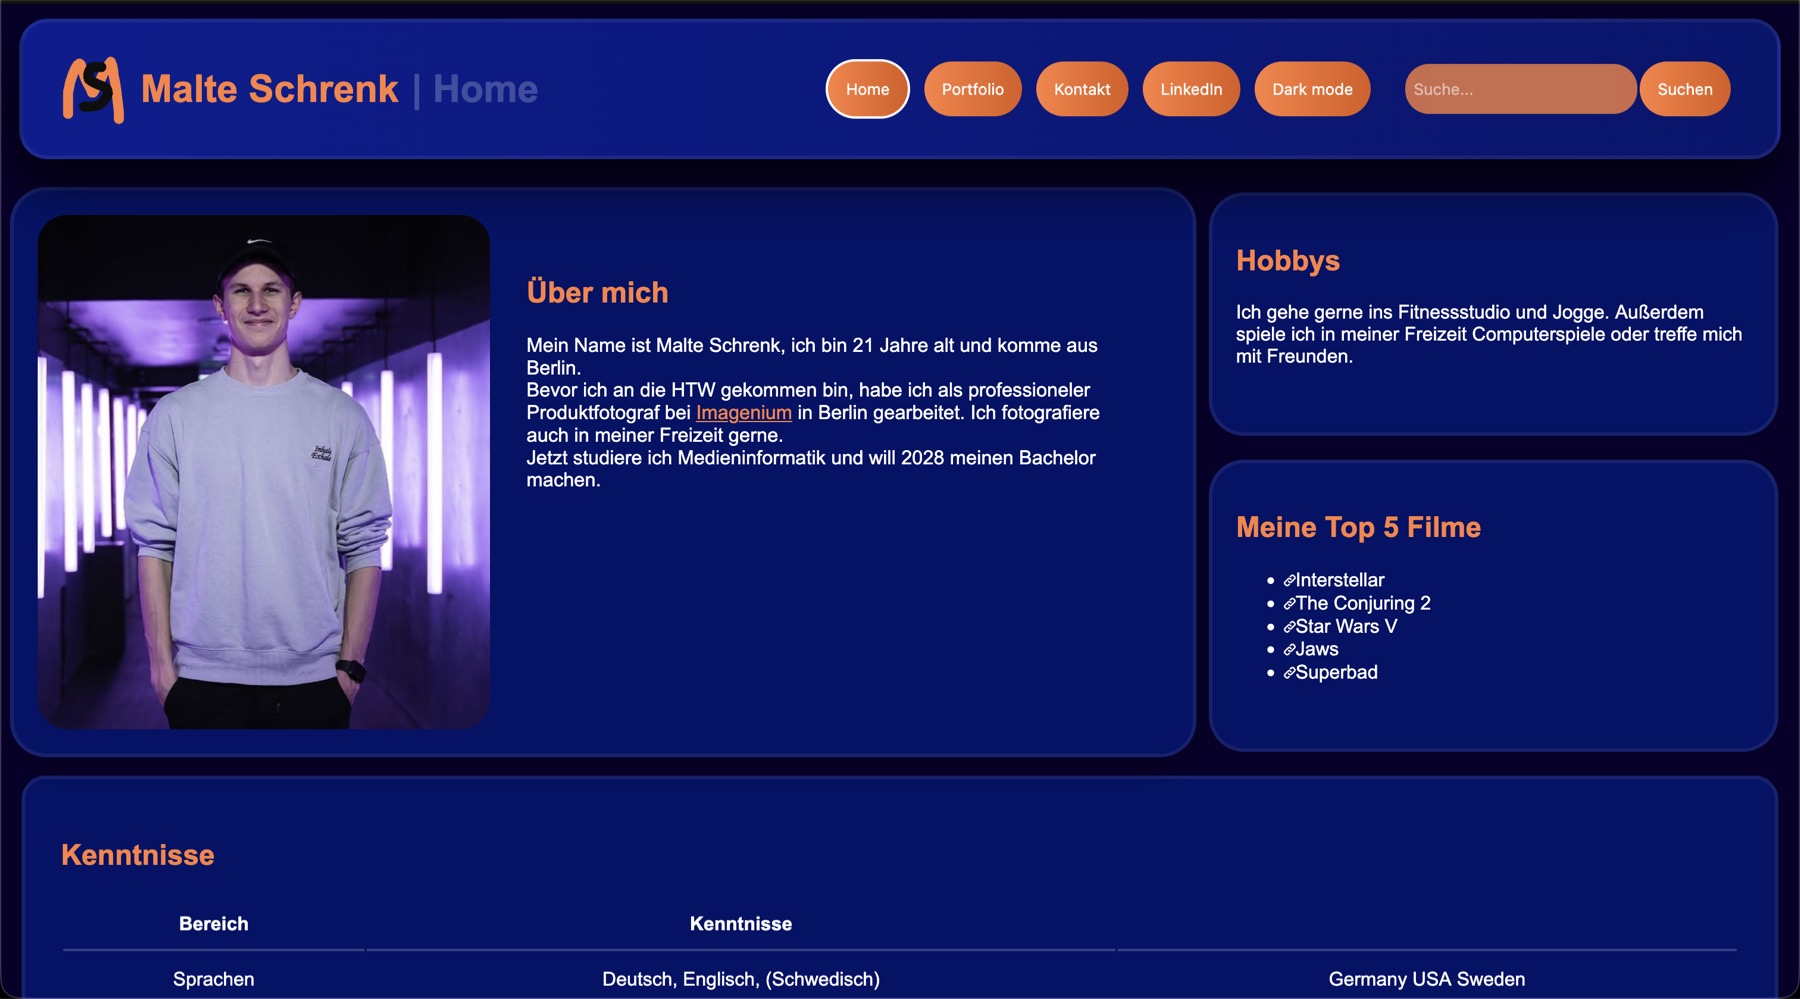 Malte Schrenk | Home
Home
Portfolio
Kontakt
LinkedIn
Dark mode
Suche...
Suchen
Über mich
Mein Name ist Malte Schrenk, ich bin 21 Jahre alt und komme aus
Berlin.
Bevor ich an die HTW gekommen bin, habe ich als professioneler
Produktfotograf bei Imagenium in Berlin gearbeitet. Ich fotografiere
auch in meiner Freizeit gerne.
Jetzt studiere ich Medieninformatik und will 2028 meinen Bachelor
machen.
Inhale
Exhale
Hobbys
Ich gehe gerne ins Fitnessstudio und Jogge. Außerdem
spiele ich in meiner Freizeit Computerspiele oder treffe mich
mit Freunden.
Meine Top 5 Filme
Interstellar
The Conjuring 2
Star Wars V
Jaws
Superbad
Kenntnisse
Bereich Kenntnisse
Sprachen Deutsch, Englisch, (Schwedisch) Germany USA Sweden